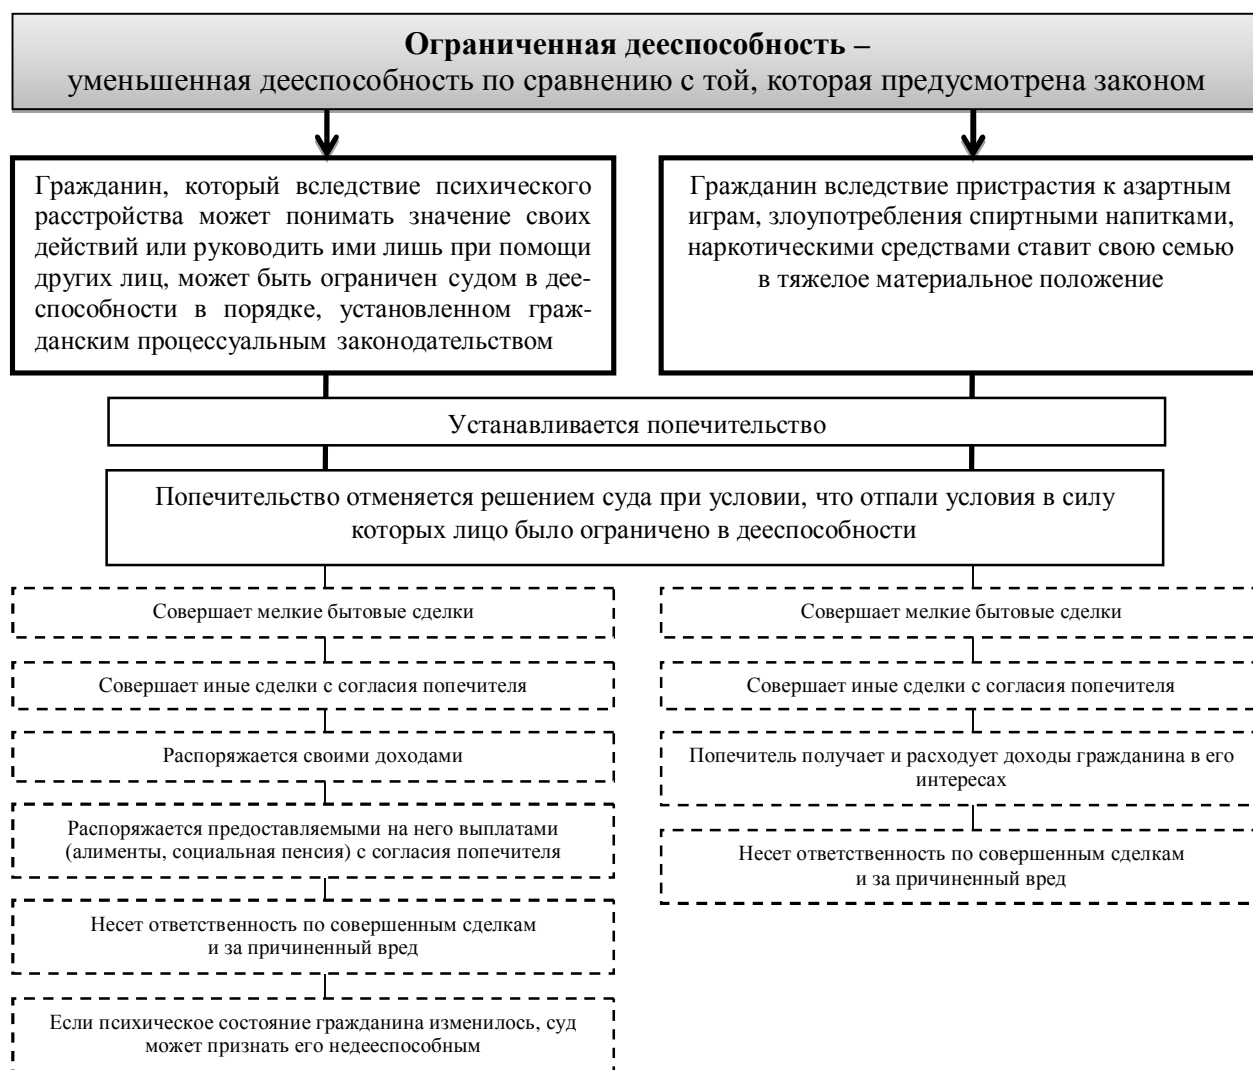 Ограниченная дееспособность –
уменьшенная дееспособность по сравнению с той, которая предусмотрена законом
Гражданин, который вследствие психического
расстройства может понимать значение своих
действий или руководить ими лишь при помощи
других лиц, может быть ограничен судом в дее-
способности в порядке, установленном граж-
данским процессуальным законодательством
Гражданин вследствие пристрастия к азартным
играм, злоупотребления спиртными напитками,
наркотическими средствами ставит свою семью
в тяжелое материальное положение
Устанавливается попечительство
Попечительство отменяется решением суда при условии, что отпали условия в силу
которых лицо было ограничено в дееспособности
Совершает мелкие бытовые сделки
Совершает иные сделки с согласия попечителя
Распоряжается своими доходами
Распоряжается предоставляемыми на него выплатами
(алименты, социальная пенсия) с согласия попечителя
Несет ответственность по совершенным сделкам
и за причиненный вред
Если психическое состояние гражданина изменилось, суд
может признать его недееспособным
Совершает мелкие бытовые сделки
Совершает иные сделки с согласия попечителя
Попечитель получает и расходует доходы гражданина в его
интересах
Несет ответственность по совершенным сделкам
и за причиненный вред